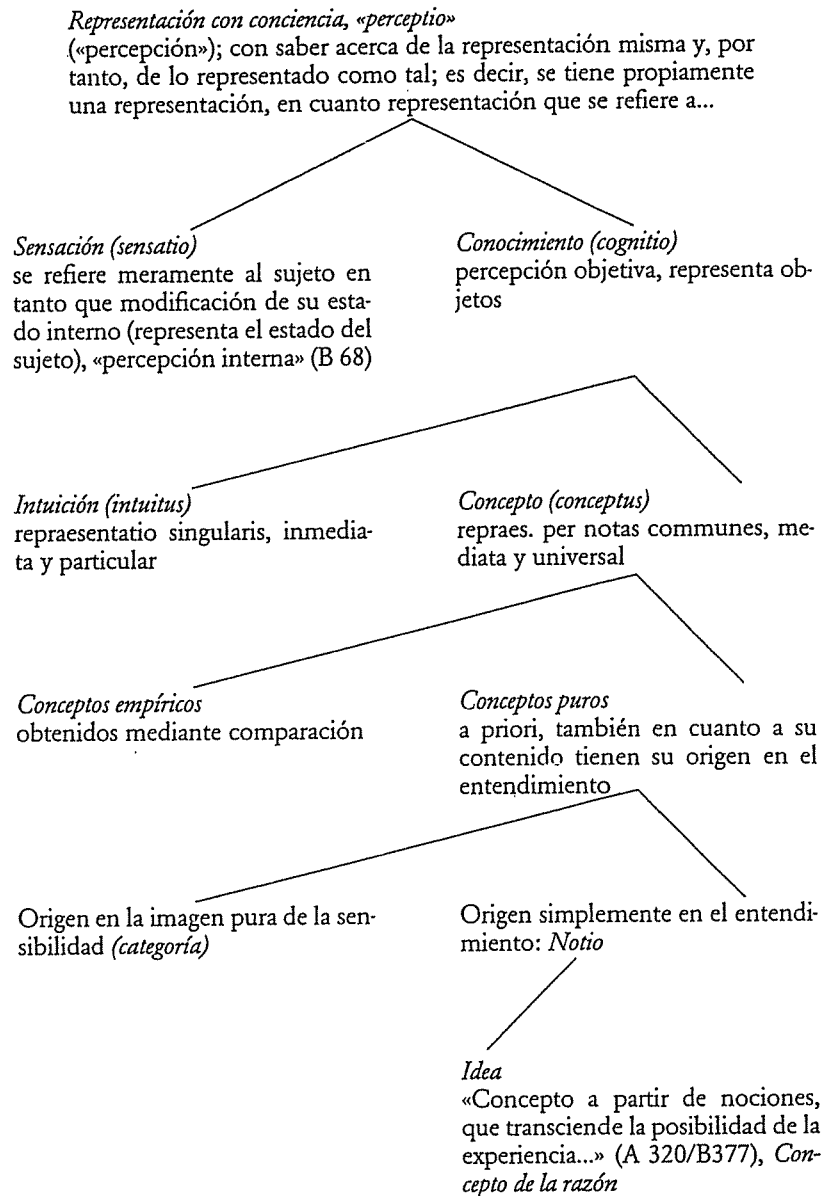 Representación con conciencia, «perceptio»
(«percepción»); con saber acerca de la representación misma y, por
tanto, de lo representado como tal; es decir, se tiene propiamente
una representación, en cuanto representación que se refiere a...
Sensación (sensatio)
se refiere meramente al sujeto en
tanto que modificación de su esta-
do interno (representa el estado del
sujeto), «percepción interna» (B 68)
Conocimiento (cognitio)
percepción objetiva, representa ob-
jetos
Intuición (intuitus)
repraesentatio singularis, inmedia-
ta y particular
Concepto (conceptus)
repraes. per notas communes, me-
diata y universal
Conceptos empíricos
obtenidos mediante comparación
Conceptos puros
a priori, también en cuanto a su
contenido tienen su origen en el
entendimiento
Origen en la imagen pura de la sen-
sibilidad (categoría)
Origen simplemente en el entendi-
miento: Notio
Idea
«Concepto a partir de nociones,
que transciende la posibilidad de la
experiencia...» (A 320/B377), Con-
cepto de la razón